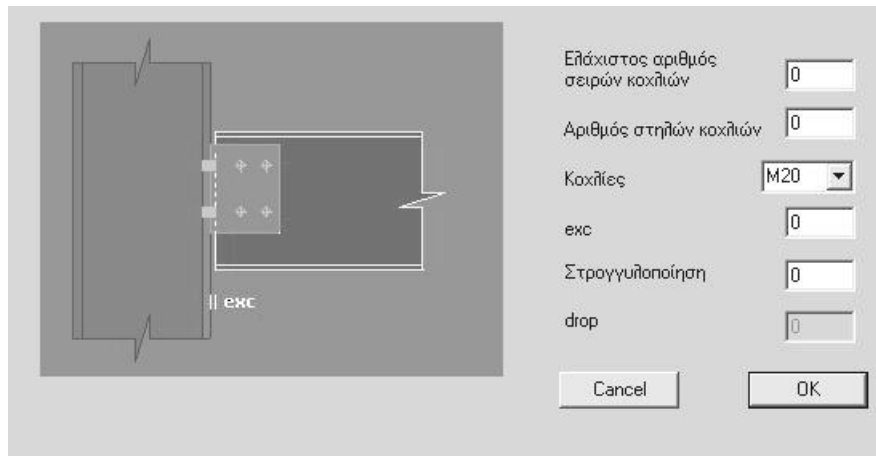 Ελάχιστος αριθμός
σειρών κοχλιών
0
Αριθμός στηλών κοχλιών
0
Κοχλίες
M20
exc
0
Στρογγυλοποίηση
0
drop
0
exc
Cancel
OK